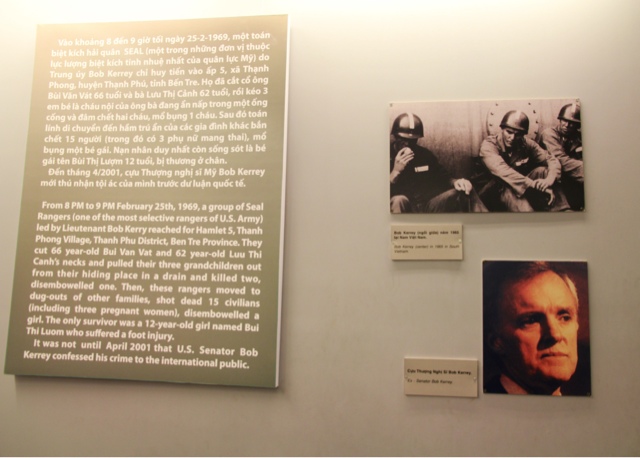 Vào khoảng 8 đến 9 giờ tối ngày 25-2-1969, một toán
biệt kích hải quân SEAL (một trong những đơn vị thuộc
lực lượng biệt kích tinh nhuệ nhất của quân lực Mỹ) do
Trung úy Bob Kerrey chỉ huy tiến vào ấp 5, xã Thạnh
Phong, huyện Thạnh Phú, tỉnh Bến Tre. Họ đã cắt cổ ông
Bùi Văn Vát 66 tuổi và bà Lưu Thị Cảnh 62 tuổi, rồi kéo 3
em bé là cháu nội của ông bà đang ẩn nấp trong một ống
cống và đâm chết hai cháu, mổ bụng 1 cháu. Sau đó toán
lính di chuyển đến hầm trú ẩn của các gia đình khác bắn
chết 15 người (trong đó có 3 phụ nữ mang thai), mổ
bụng một bé gái. Nạn nhân duy nhất còn sống sót là bé
gái tên Bùi Thị Lượm 12 tuổi, bị thương ở chân.
Đến tháng 4/2001, cựu Thượng nghị sĩ Mỹ Bob Kerrey
mới thú nhận tội ác của mình trước dư luận quốc tế.
From 8 PM to 9 PM February 25th, 1969, a group of Seal
Rangers (one of the most selective rangers of U.S. Army)
led by Lieutenant Bob Kerry reached for Hamlet 5, Thanh
Phong Village, Thanh Phu District, Ben Tre Province. They
cut 66 year-old Bui Van Vat and 62 year-old Luu Thi
Canh's necks and pulled their three grandchildren out
from their hiding place in a drain and killed two,
disembowelled one. Then, these rangers moved to
dug-outs of other families, shot dead 15 civilians
(including three pregnant women), disembowelled a
girl. The only survivor was a 12-year-old girl named Bui
Thi Luom who suffered a foot injury.
It was not until April 2001 that U.S. Senator Bob
Kerrey confessed his crime to the international public.
Bob Kerrey (ngồi giữa) năm 1969
tại Nam Việt Nam.
Bob Kerrey (center) in 1969 in South
Vietnam
Cựu Thượng Nghị Sĩ Bob Kerrey.
Ex - Senator Bob Kerrey